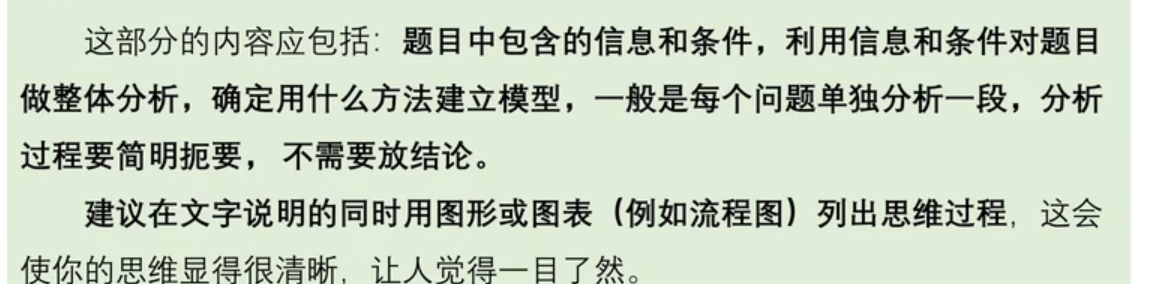 这部分的内容应包括：题目中包含的信息和条件，利用信息和条件对题目
做整体分析，确定用什么方法建立模型，一般是每个问题单独分析一段，分析
过程要简明扼要， 不需要放结论。
建议在文字说明的同时用图形或图表（例如流程图）列出思维过程，这会
使你的思维显得很清晰，让人觉得一目了然。